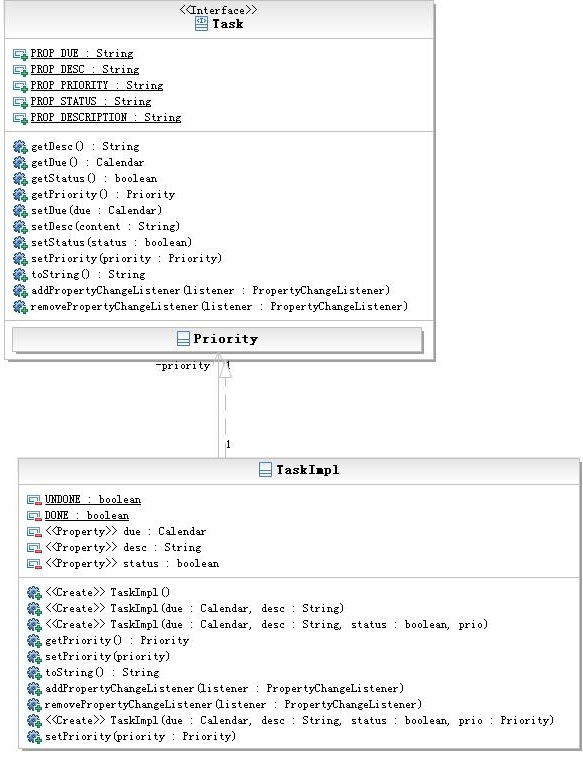 <<Interface>>
Task
PROP_DUE : String
PROP_DESC : String
PROP_PRIORITY : String
PROP_STATUS : String
PROP_DESCRIPTION : String
getDesc() : String
getDue() : Calendar
getStatus() : boolean
getPriority() : Priority
setDue(due : Calendar)
setDesc(content : String)
setStatus(status : boolean)
setPriority(priority : Priority)
toString() : String
addPropertyChangeListener(listener : PropertyChangeListener)
removePropertyChangeListener(listener : PropertyChangeListener)
Priority
-priority 1
1
TaskImpl
UNDONE : boolean
DONE : boolean
<<Property>> due : Calendar
<<Property>> desc : String
<<Property>> status : boolean
<<Create>> TaskImpl()
<<Create>> TaskImpl(due : Calendar, desc : String)
<<Create>> TaskImpl(due : Calendar, desc : String, status : boolean, prio)
getPriority() : Priority
setPriority(priority)
toString() : String
addPropertyChangeListener(listener : PropertyChangeListener)
removePropertyChangeListener(listener : PropertyChangeListener)
<<Create>> TaskImpl(due : Calendar, desc : String, status : boolean, prio : Priority)
setPriority(priority : Priority)